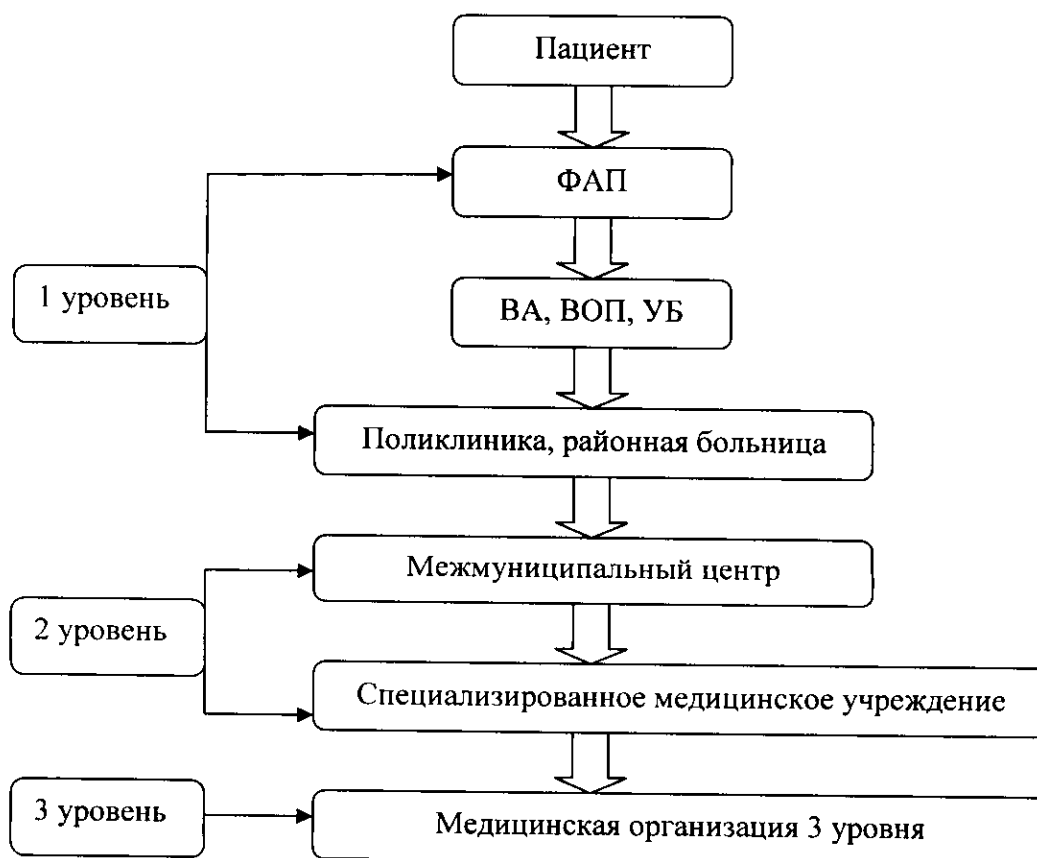 Пациент
ФАП
1 уровень
ВА, ВОП, УБ
Поликлиника, районная больница
Межмуниципальный центр
2 уровень
Специализированное медицинское учреждение
3 уровень
Медицинская организация 3 уровня